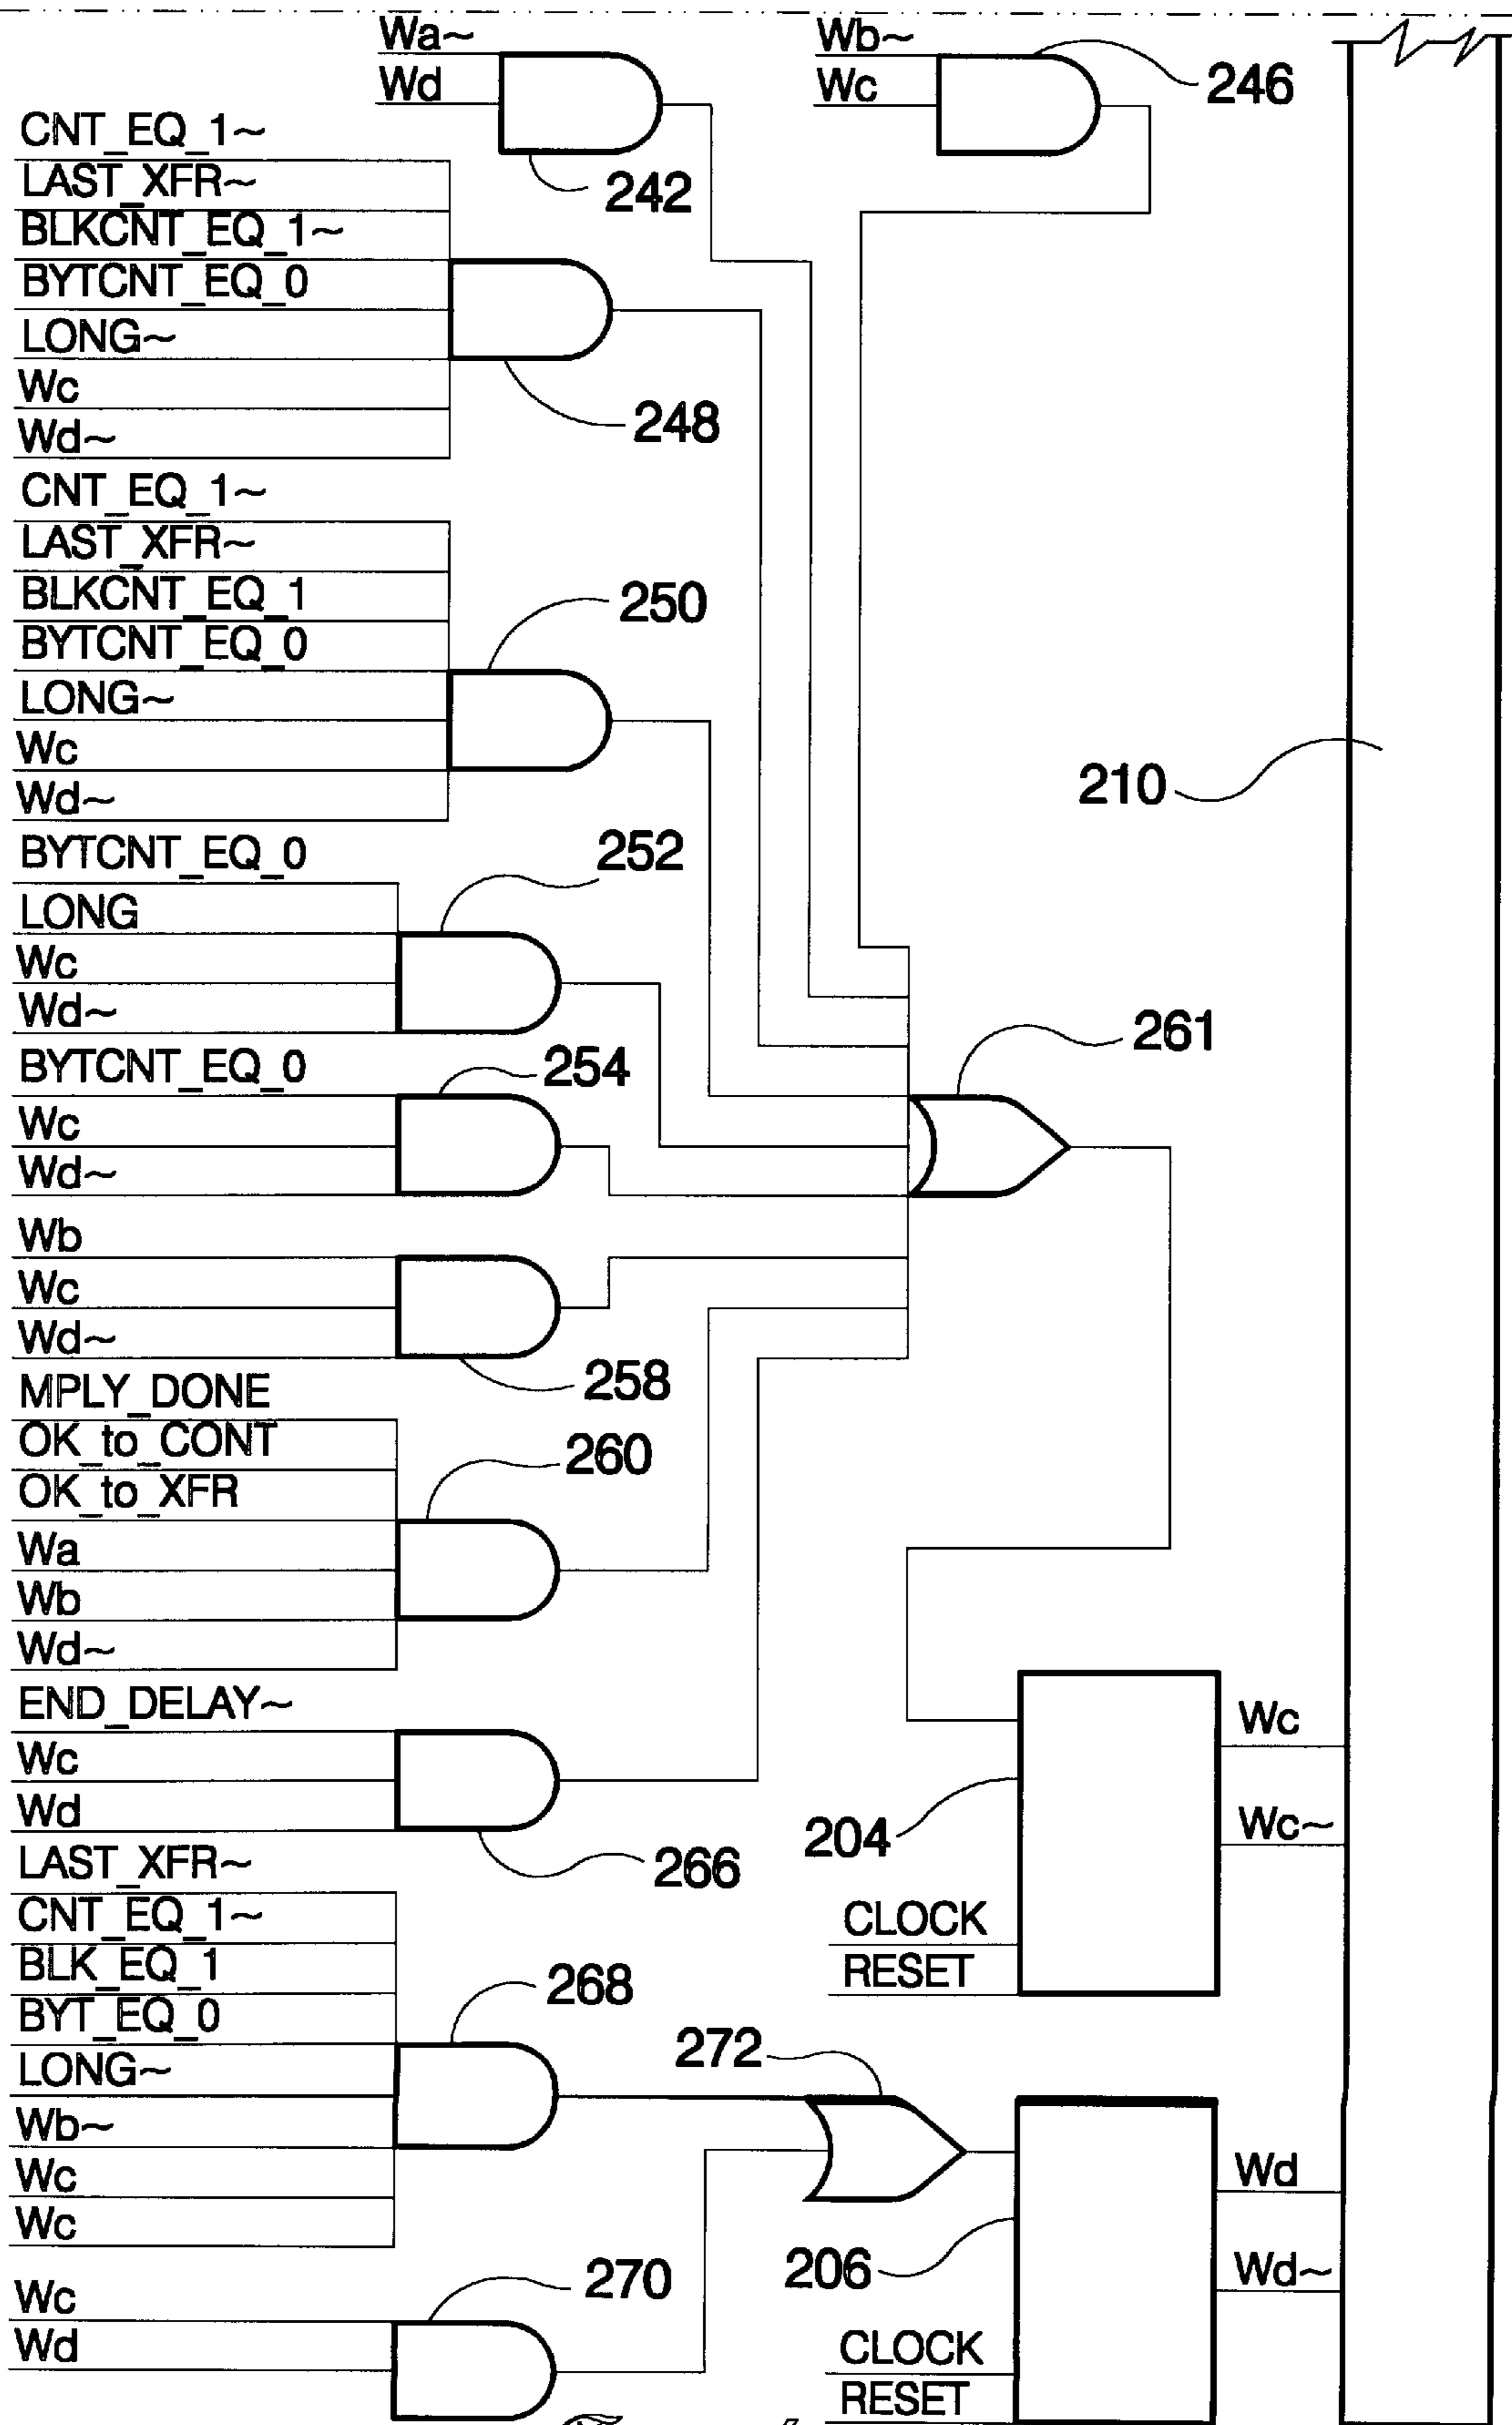 Wa~
Wd
242
Wb~
Wc
246
CNT_EQ_1~
LAST_XFR~
BLKCNT_EQ_1~
BYTCNT_EQ_0
LONG~
Wc
Wd~
248
CNT_EQ_1~
LAST_XFR~
BLKCNT_EQ_1
BYTCNT_EQ_0
LONG~
Wc
Wd~
250
210
BYTCNT_EQ_0
LONG
Wc
Wd~
252
BYTCNT_EQ_0
Wc
Wd~
254
261
Wb
Wc
Wd~
258
MPLY_DONE
OK_to_CONT
OK_to_XFR
Wa
Wb
Wd~
260
END_DELAY~
Wc
Wd
266
204
Wc
Wc~
CLOCK
RESET
LAST_XFR~
CNT_EQ_1~
BLK_EQ_1
BYT_EQ_0
LONG~
Wb~
Wc
Wc
268
272
206
Wd
Wd~
CLOCK
RESET
Wc
Wd
270